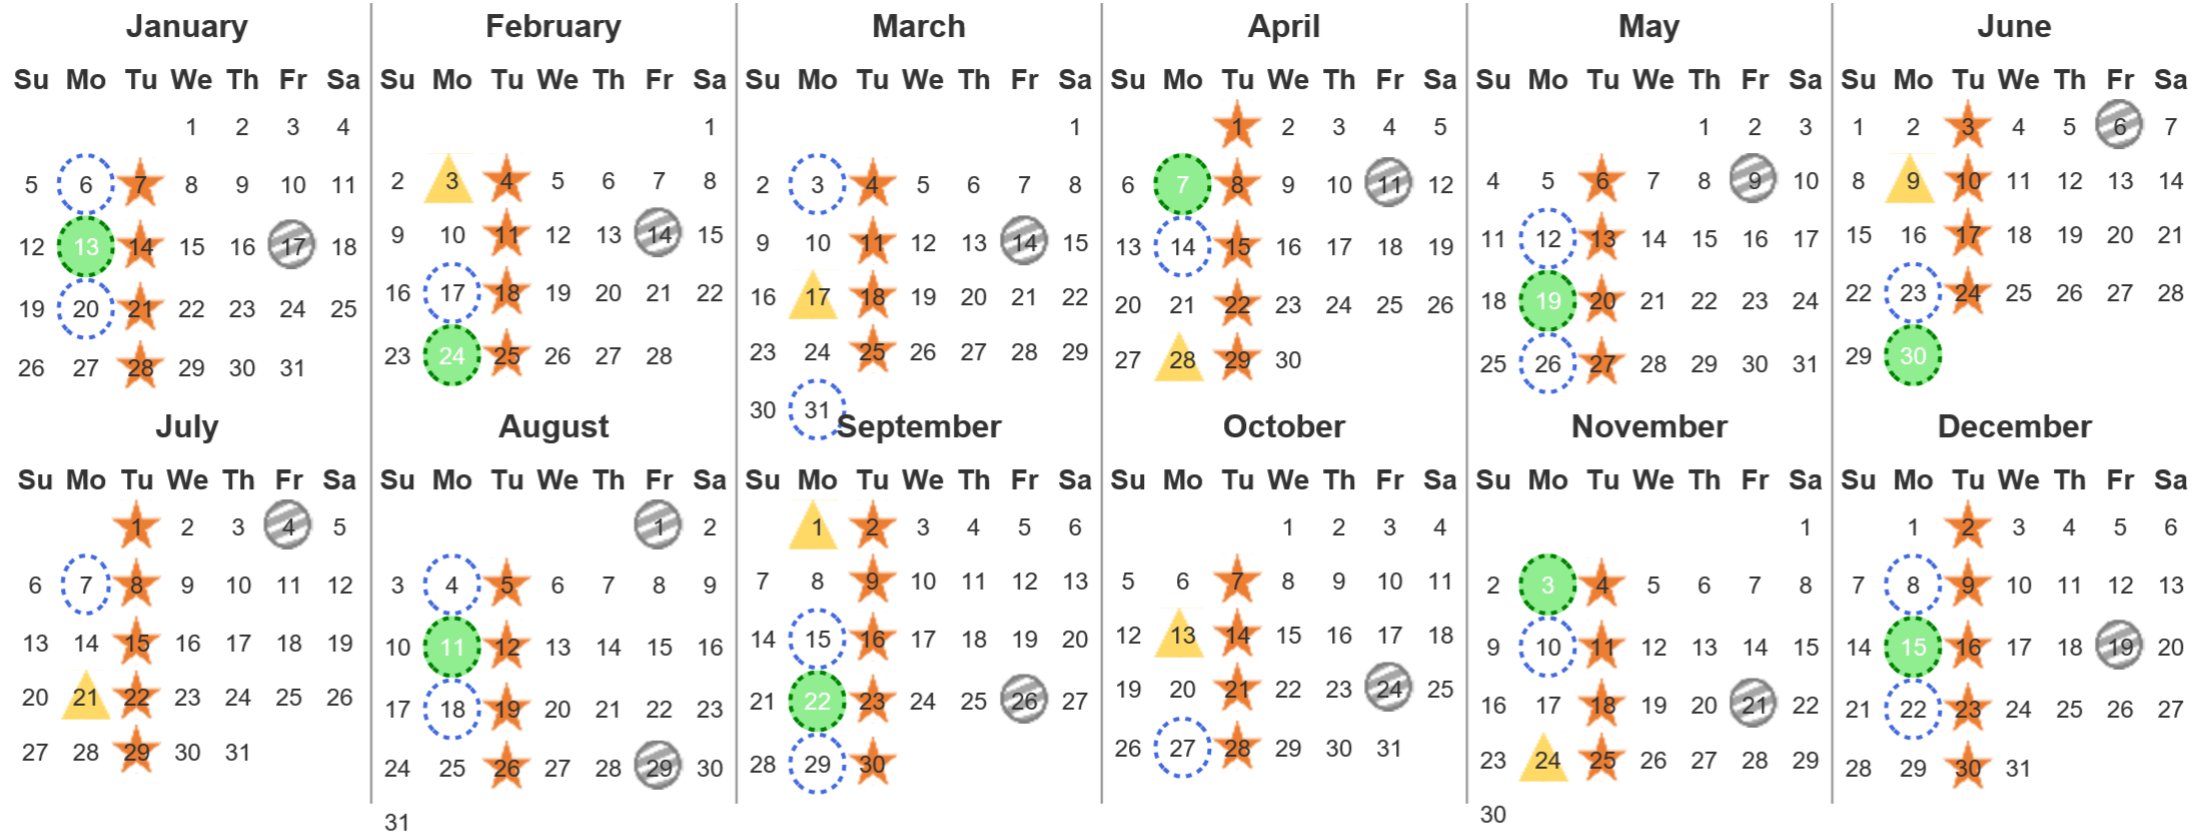 January February March April May June
Su Mo Tu We Th Fr Sa Su Mo Tu We Th Fr Sa Su Mo Tu We Th Fr Sa Su Mo Tu We Th Fr Sa Su Mo Tu We Th Fr Sa Su Mo Tu We Th Fr Sa
1 2 3 4 1 1 1 2 3 4 5 1 2 3 1 2 3 4 5 6 7
5 6 7 8 9 10 11 2 3 4 5 6 7 8 2 3 4 5 6 7 8 6 7 8 9 10 11 12 4 5 6 7 8 9 10 8 9 10 11 12 13 14
12 13 14 15 16 17 18 9 10 11 12 13 14 15 9 10 11 12 13 14 15 13 14 15 16 17 18 19 11 12 13 14 15 16 17 15 16 17 18 19 20 21
19 20 21 22 23 24 25 16 17 18 19 20 21 22 16 17 18 19 20 21 22 20 21 22 23 24 25 26 18 19 20 21 22 23 24 22 23 24 25 26 27 28
26 27 28 29 30 31 23 24 25 26 27 28 23 24 25 26 27 28 29 27 28 29 30 25 26 27 28 29 30 31 29 30
30 31
July August September October November December
Su Mo Tu We Th Fr Sa Su Mo Tu We Th Fr Sa Su Mo Tu We Th Fr Sa Su Mo Tu We Th Fr Sa Su Mo Tu We Th Fr Sa Su Mo Tu We Th Fr Sa
1 2 3 4 5 1 2 1 2 3 4 5 6 1 2 3 4 1 1 2 3 4 5 6
6 7 8 9 10 11 12 3 4 5 6 7 8 9 7 8 9 10 11 12 13 5 6 7 8 9 10 11 2 3 4 5 6 7 8 7 8 9 10 11 12 13
13 14 15 16 17 18 19 10 11 12 13 14 15 16 14 15 16 17 18 19 20 12 13 14 15 16 17 18 9 10 11 12 13 14 15 14 15 16 17 18 19 20
20 21 22 23 24 25 26 17 18 19 20 21 22 23 21 22 23 24 25 26 27 19 20 21 22 23 24 25 16 17 18 19 20 21 22 21 22 23 24 25 26 27
27 28 29 30 31 24 25 26 27 28 29 30 28 29 30 26 27 28 29 30 31 23 24 25 26 27 28 29 28 29 30 31
31 30